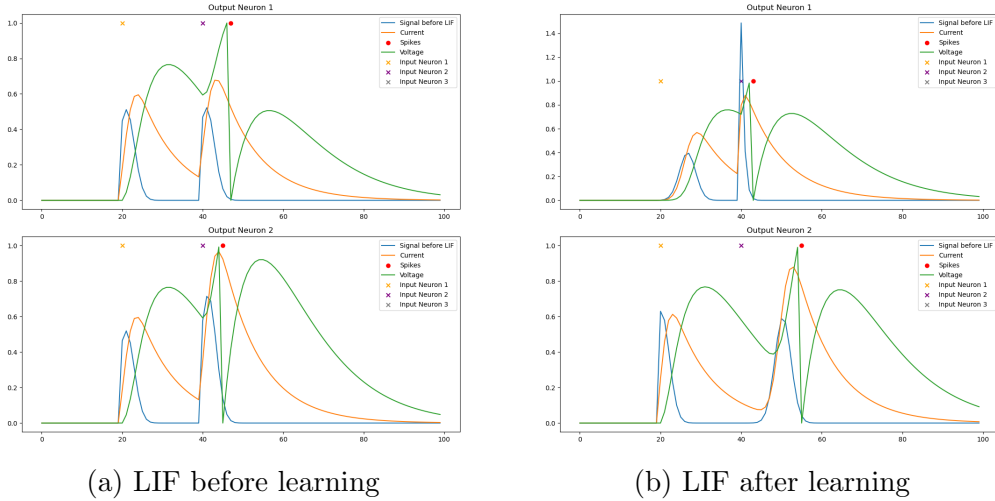 Output Neuron 1
1.0
0.8
0.6
0.4
0.2
0.0
0 20 40 60 80 100
Signal before LIF
Current
Spikes
Voltage
Input Neuron 1
Input Neuron 2
Input Neuron 3
Output Neuron 2
1.0
0.8
0.6
0.4
0.2
0.0
0 20 40 60 80 100
Signal before LIF
Current
Spikes
Voltage
Input Neuron 1
Input Neuron 2
Input Neuron 3
(a) LIF before learning
Output Neuron 1
1.4
1.2
1.0
0.8
0.6
0.4
0.2
0.0
0 20 40 60 80 100
Signal before LIF
Current
Spikes
Voltage
Input Neuron 1
Input Neuron 2
Input Neuron 3
Output Neuron 2
1.0
0.8
0.6
0.4
0.2
0.0
0 20 40 60 80 100
Signal before LIF
Current
Spikes
Voltage
Input Neuron 1
Input Neuron 2
Input Neuron 3
(b) LIF after learning